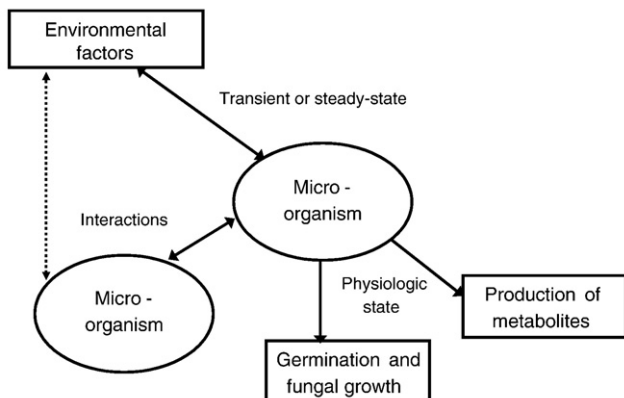 Environmental
factors
Transient or steady-state
Micro -
organism
Interactions
Micro -
organism
Physiologic
state
Production of
metabolites
Germination and
fungal growth